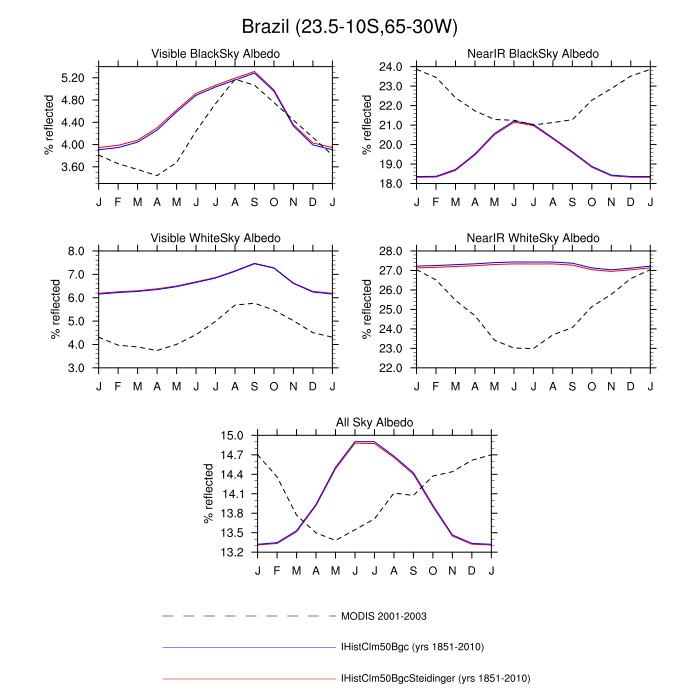 Brazil (23.5-10S,65-30W)
Visible BlackSky Albedo
% reflected
5.20
4.80
4.40
4.00
3.60
J F M A M J J A S O N D J
NearIR BlackSky Albedo
% reflected
24.0
23.0
22.0
21.0
20.0
19.0
18.0
J F M A M J J A S O N D J
Visible WhiteSky Albedo
% reflected
8.0
7.0
6.0
5.0
4.0
3.0
J F M A M J J A S O N D J
NearIR WhiteSky Albedo
% reflected
28.0
27.0
26.0
25.0
24.0
23.0
22.0
J F M A M J J A S O N D J
All Sky Albedo
% reflected
15.0
14.7
14.4
14.1
13.8
13.5
13.2
J F M A M J J A S O N D J
MODIS 2001-2003
IHistClm50Bgc (yrs 1851-2010)
IHistClm50BgcSteidinger (yrs 1851-2010)